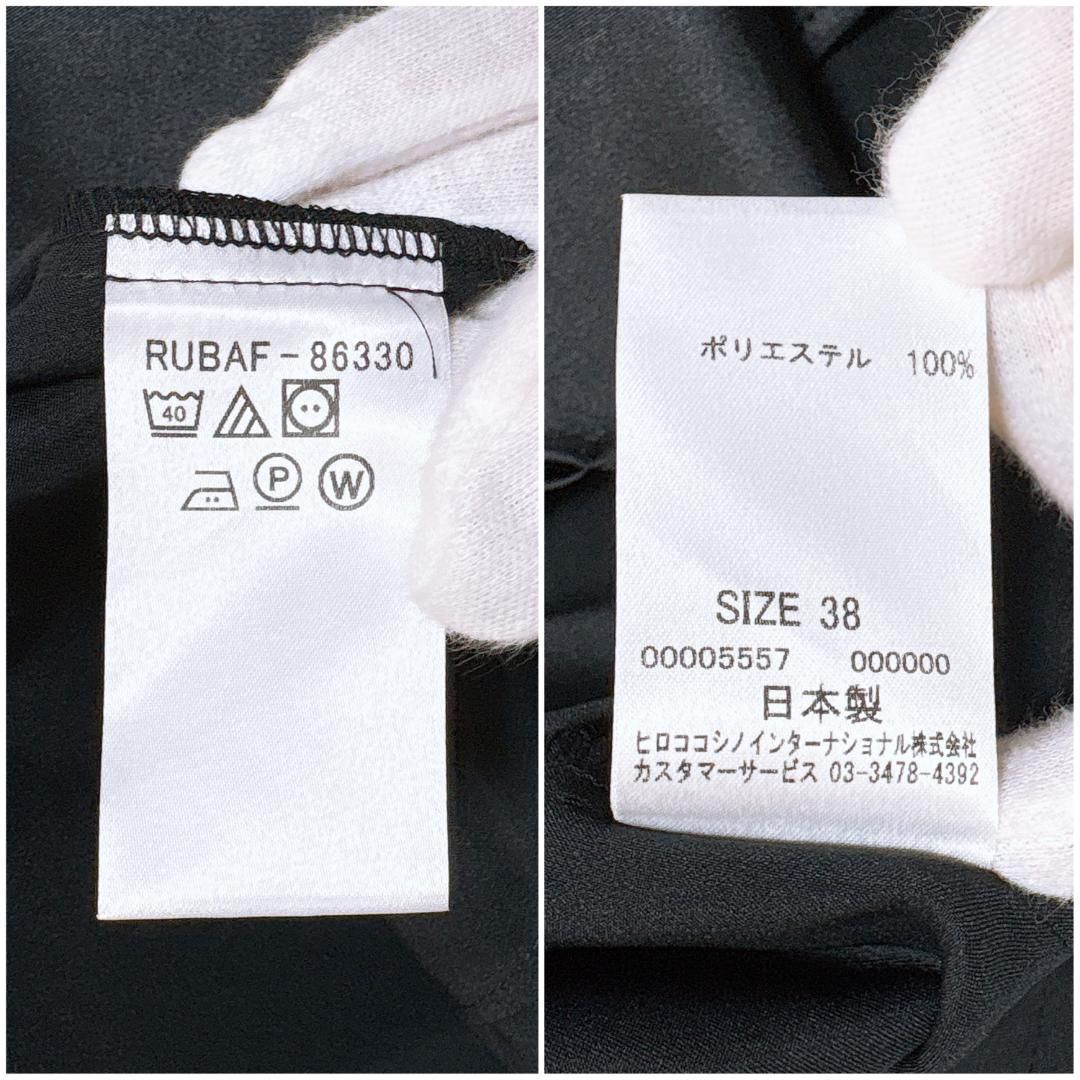 RUBAF-86330
40
P W
ポリエステル 100%
SIZE 38
00005557 000000
日本製
ヒロココシノインターナショナル株式会社
カスタマーサービス 03-3478-4392